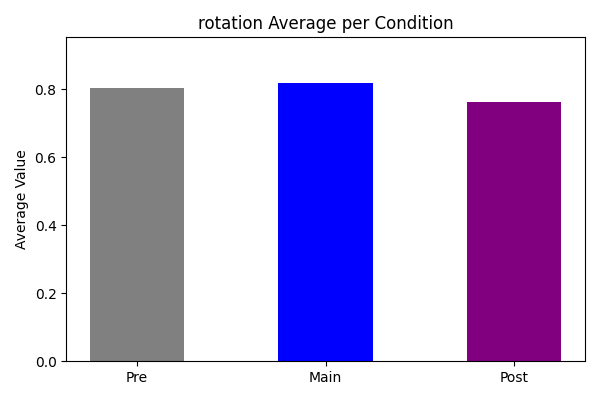 rotation Average per Condition
Average Value
0.8
0.6
0.4
0.2
0.0
Pre
Main
Post